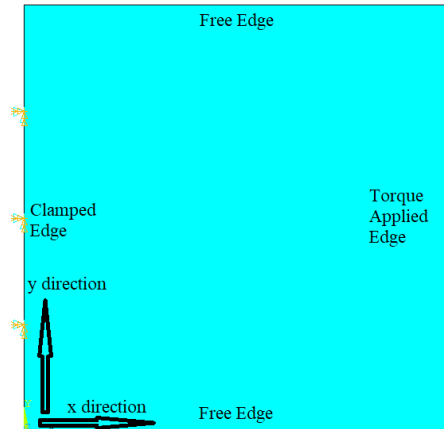 Free Edge
Clamped
Edge
Torque
Applied
Edge
y direction
x direction
Free Edge